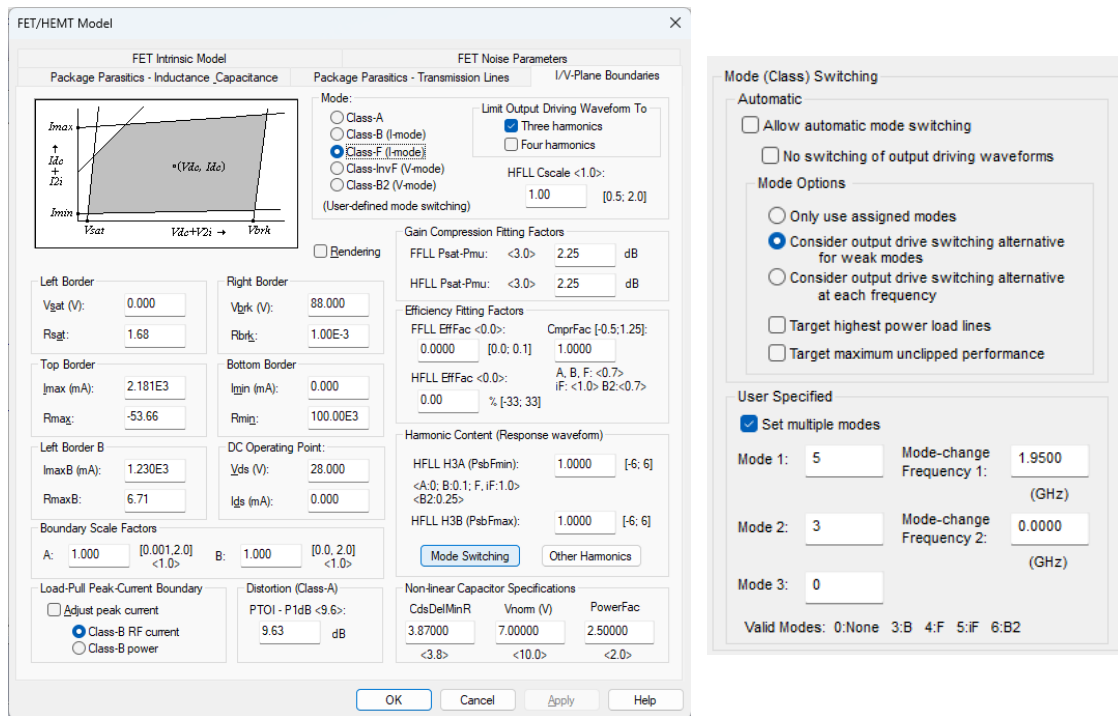 FET/HEMT Model
FET Intrinsic Model
FET Noise Parameters
Package Parasitics - Inductance _Capacitance
Package Parasitics - Transmission Lines
I/V-Plane Boundaries
Imax
↑
Idc
+
I2i
Imin
•(Vdc, Idc)
Vsat
Vdc+V2i →
Vbrk
Mode:
Class-A
Class-B (I-mode)
Class-F (I-mode)
Class-InvF (V-mode)
Class-B2 (V-mode)
(User-defined mode switching)
Limit Output Driving Waveform To
Three harmonics
Four harmonics
HFLL Cscale <1.0>:
1.00
[0.5; 2.0]
Rendering
Gain Compression Fitting Factors
FFLL Psat-Pmu: <3.0> 2.25 dB
HFLL Psat-Pmu: <3.0> 2.25 dB
Left Border
Vsat (V): 0.000
Rsat: 1.68
Right Border
Vbrk (V): 88.000
Rbrk: 1.00E-3
Efficiency Fitting Factors
FFLL EffFac <0.0>: CmprFac [-0.5;1.25]:
0.0000 [0.0; 0.1] 1.0000
HFLL EffFac <0.0>:
0.00 % [-33; 33]
A, B, F: <0.7>
iF: <1.0> B2:<0.7>
Top Border
Imax (mA): 2.181E3
Rmax: -53.66
Bottom Border
Imin (mA): 0.000
Rmin: 100.00E3
Left Border B
ImaxB (mA): 1.230E3
RmaxB: 6.71
DC Operating Point:
Vds (V): 28.000
Ids (mA): 0.000
Harmonic Content (Response waveform)
HFLL H3A (PsbFmin): 1.0000 [-6; 6]
<A:0; B:0.1; F, iF:1.0>
<B2:0.25>
HFLL H3B (PsbFmax): 1.0000 [-6; 6]
Mode Switching
Other Harmonics
Boundary Scale Factors
A: 1.000 [0.001,2.0] B: 1.000 [0.0, 2.0]
<1.0> <1.0>
Load-Pull Peak-Current Boundary
Adjust peak current
Class-B RF current
Class-B power
Distortion (Class-A)
PTOI - P1dB <9.6>:
9.63 dB
Non-linear Capacitor Specifications
CdsDelMinR Vnorm (V) PowerFac
3.87000 7.00000 2.50000
<3.8> <10.0> <2.0>
OK
Cancel
Apply
Help
Mode (Class) Switching
Automatic
Allow automatic mode switching
No switching of output driving waveforms
Mode Options
Only use assigned modes
Consider output drive switching alternative
for weak modes
Consider output drive switching alternative
at each frequency
Target highest power load lines
Target maximum unclipped performance
User Specified
Set multiple modes
Mode 1: 5
Mode-change
Frequency 1:
1.9500
(GHz)
Mode 2: 3
Mode-change
Frequency 2:
0.0000
(GHz)
Mode 3: 0
Valid Modes: 0:None 3:B 4:F 5:iF 6:B2